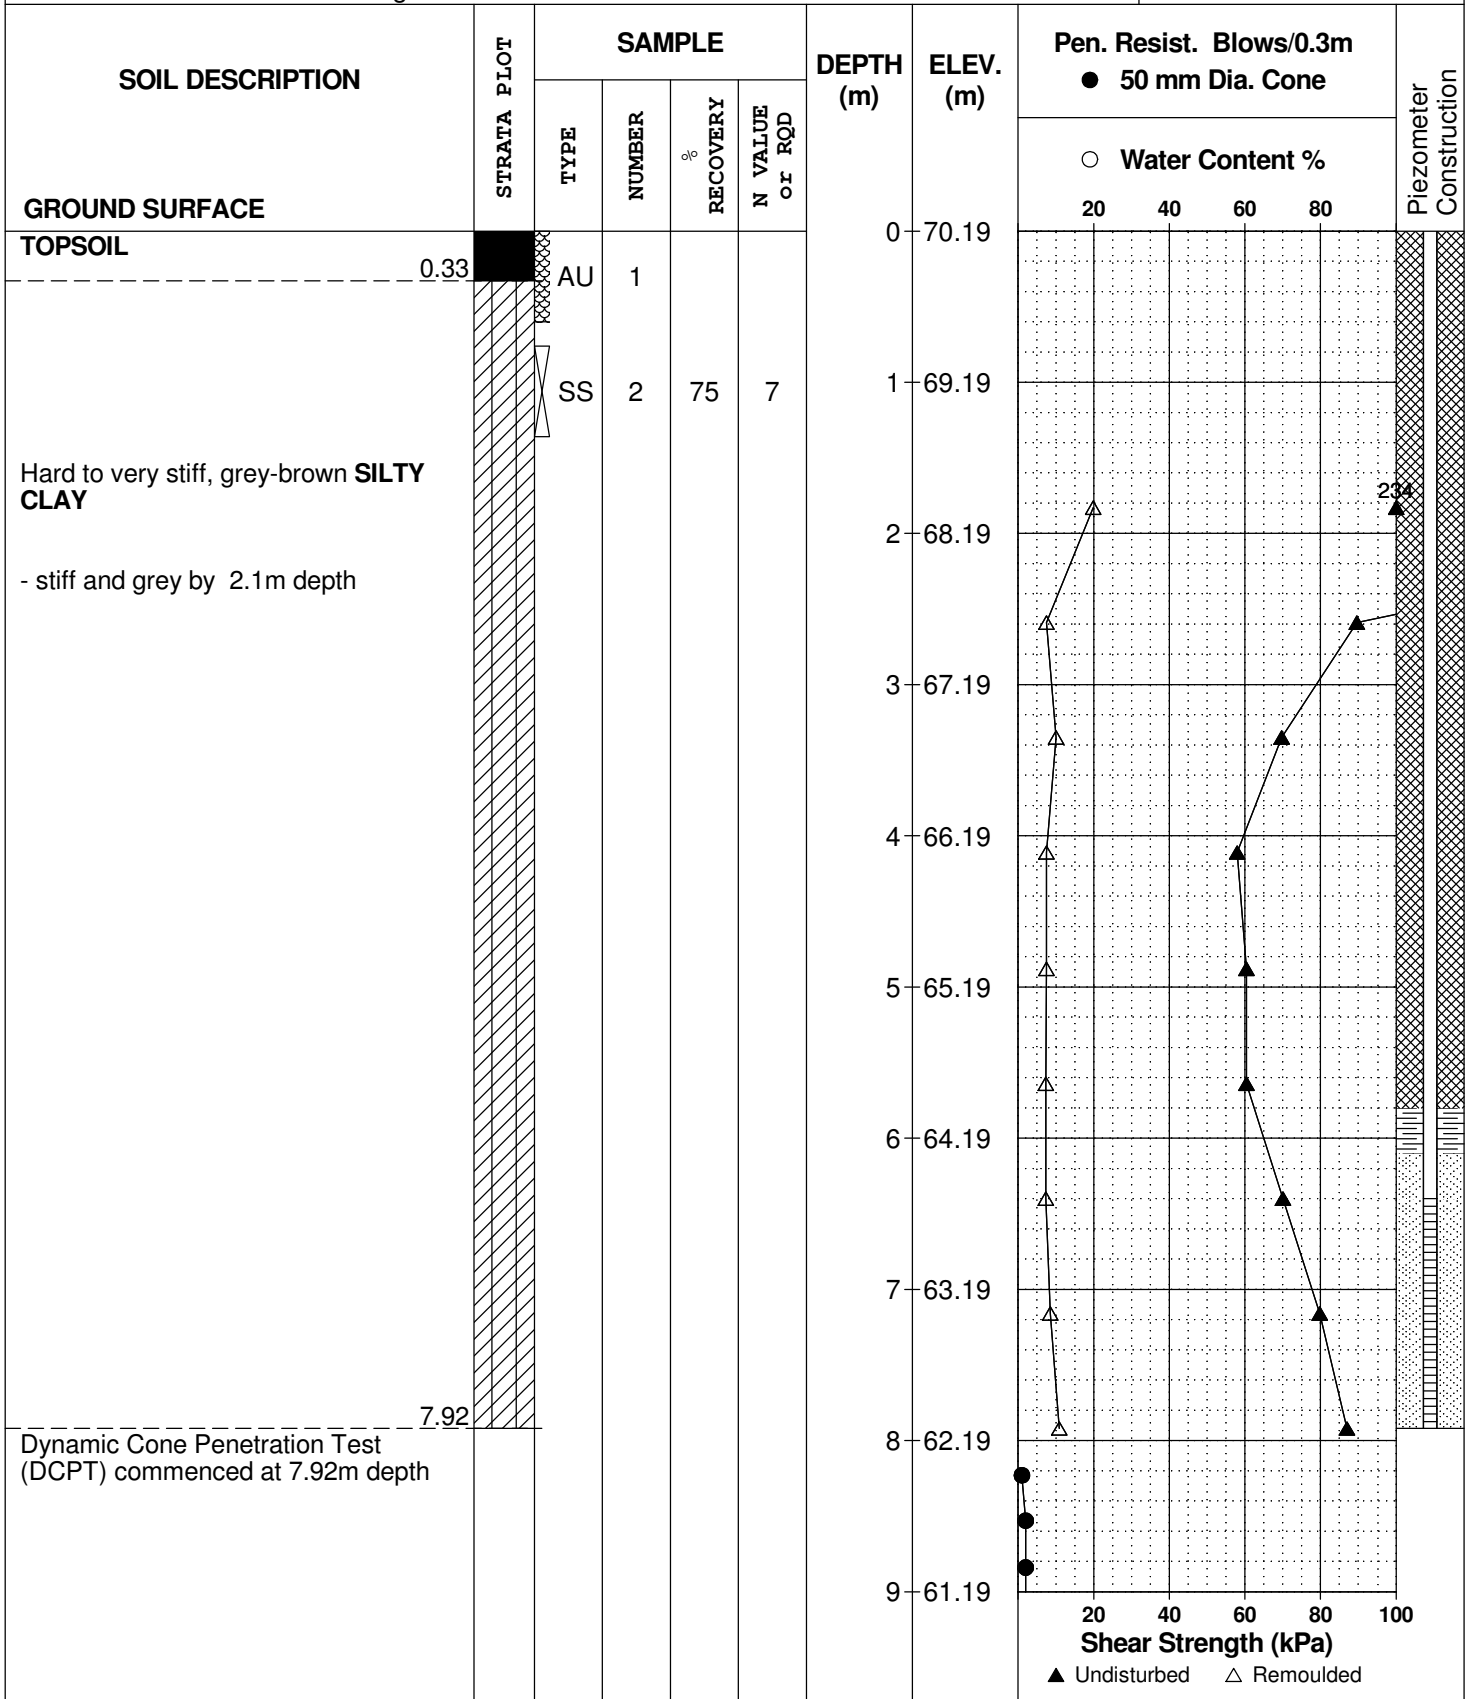 SOIL DESCRIPTION
GROUND SURFACE
STRATA PLOT
SAMPLE
TYPE
NUMBER
%
RECOVERY
N VALUE
or RQD
DEPTH
(m)
ELEV.
(m)
Pen. Resist. Blows/0.3m
● 50 mm Dia. Cone
○ Water Content %
20 40 60 80
Piezometer
Construction
TOPSOIL
0.33
AU 1
SS 2 75 7
Hard to very stiff, grey-brown SILTY
CLAY
- stiff and grey by 2.1m depth
7.92
Dynamic Cone Penetration Test
(DCPT) commenced at 7.92m depth
0 70.19
1 69.19
234
2 68.19
3 67.19
4 66.19
5 65.19
6 64.19
7 63.19
8 62.19
9 61.19
20 40 60 80 100
Shear Strength (kPa)
▲ Undisturbed △ Remoulded